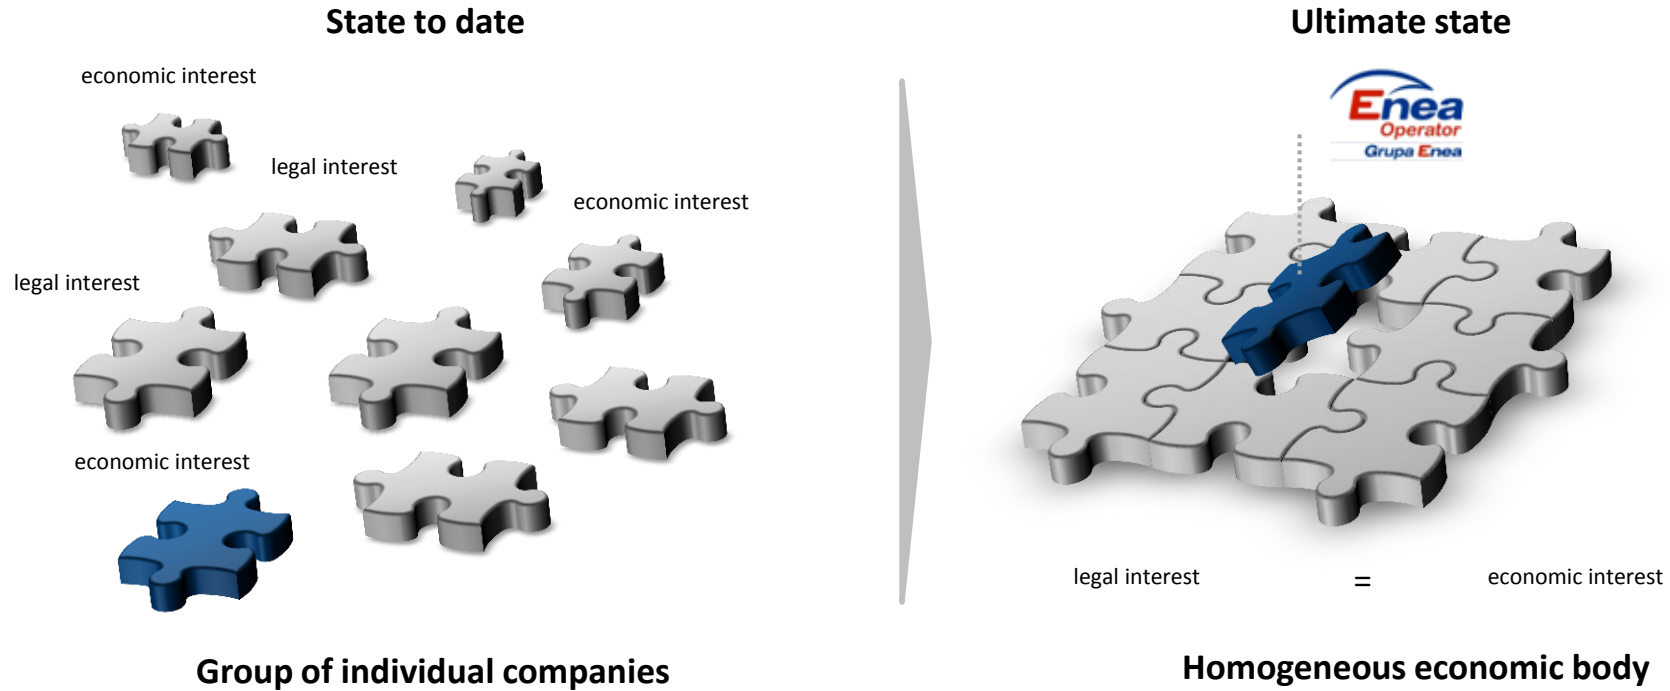 State to date
economic interest
legal interest
economic interest
legal interest
economic interest
Group of individual companies
Ultimate state
Enea
Operator
Grupa Enea
legal interest = economic interest
Homogeneous economic body